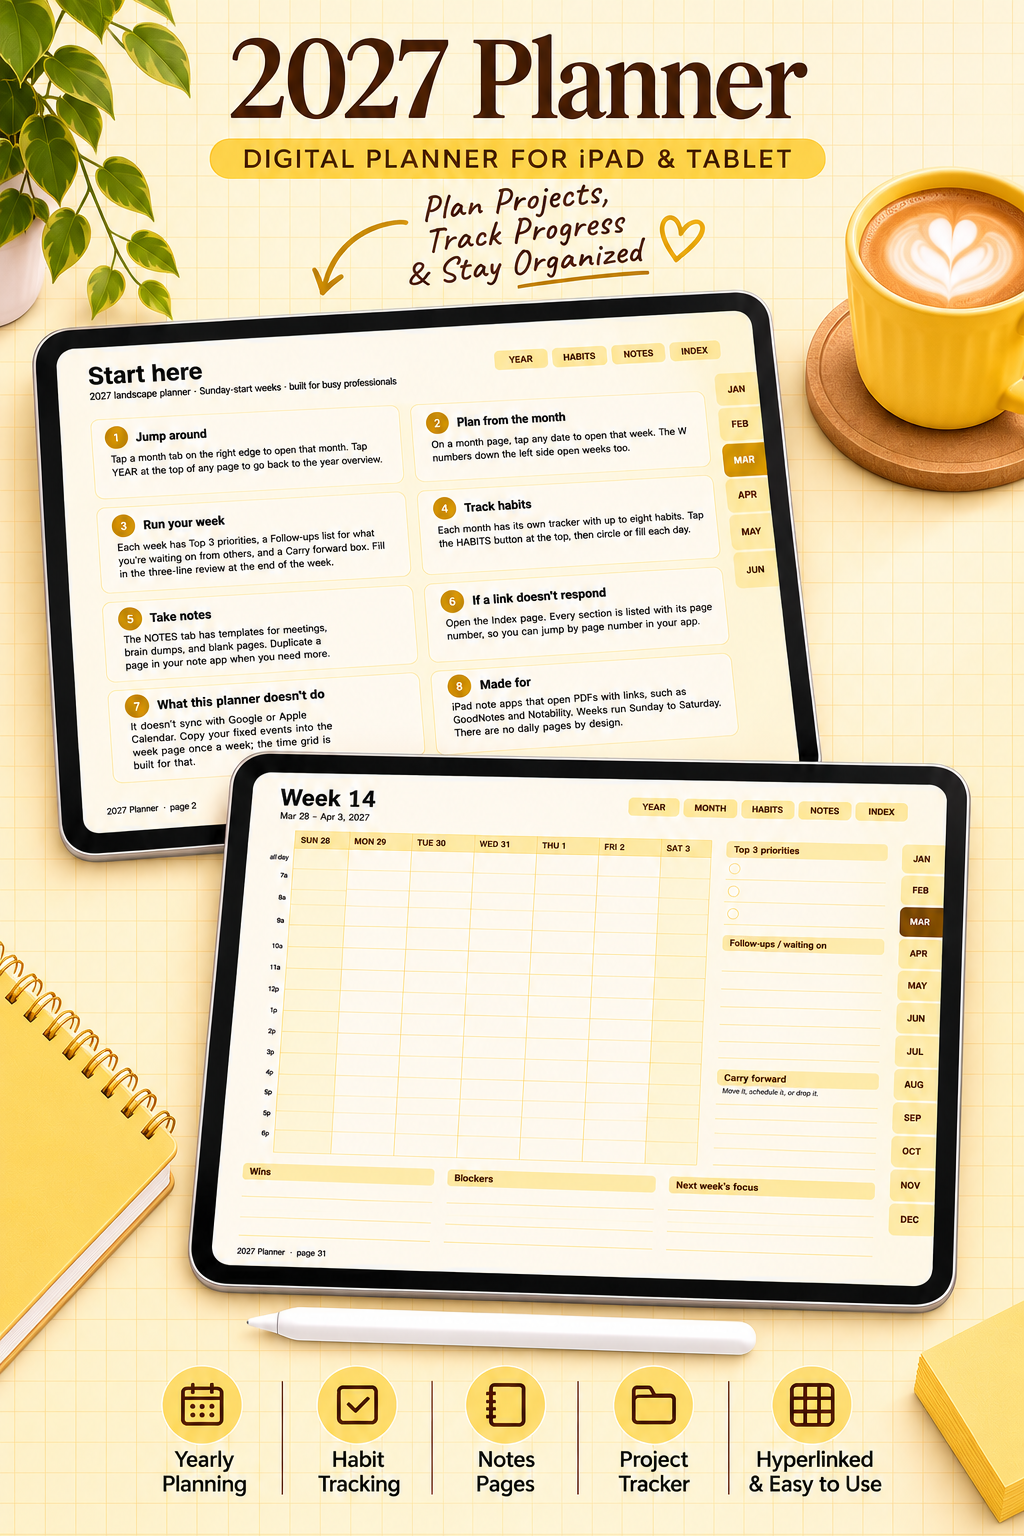 2027 Planner
DIGITAL PLANNER FOR iPAD & TABLET
Plan Projects,
Track Progress
& Stay Organized
Start here
2027 landscape planner · Sunday-start weeks · built for busy professionals
YEAR
HABITS
NOTES
INDEX
JAN
FEB
MAR
APR
MAY
JUN
1
Jump around
Tap a month tab on the right edge to open that month. Tap
YEAR at the top of any page to go back to the year overview.
2
Plan from the month
On a month page, tap any date to open that week. The W
numbers down the left side open weeks too.
3
Run your week
Each week has Top 3 priorities, a Follow-ups list for what
you're waiting on from others, and a Carry forward box. Fill
in the three-line review at the end of the week.
4
Track habits
Each month has its own tracker with up to eight habits. Tap
the HABITS button at the top, then circle or fill each day.
5
Take notes
The NOTES tab has templates for meetings,
brain dumps, and blank pages. Duplicate a
page in your note app when you need more.
6
If a link doesn't respond
Open the Index page. Every section is listed with its page
number, so you can jump by page number in your app.
7
What this planner doesn't do
It doesn't sync with Google or Apple
Calendar. Copy your fixed events into the
week page once a week; the time grid is
built for that.
8
Made for
iPad note apps that open PDFs with links, such as
GoodNotes and Notability. Weeks run Sunday to Saturday.
There are no daily pages by design.
2027 Planner · page 2
Week 14
Mar 28 – Apr 3, 2027
YEAR
MONTH
HABITS
NOTES
INDEX
SUN 28
MON 29
TUE 30
WED 31
THU 1
FRI 2
SAT 3
all day
7a
8a
9a
10a
11a
12p
1p
2p
3p
4p
5p
5p
6p
Top 3 priorities
Follow-ups / waiting on
Carry forward
Move it, schedule it, or drop it.
JAN
FEB
MAR
APR
MAY
JUN
JUL
AUG
SEP
OCT
NOV
DEC
Wins
Blockers
Next week's focus
2027 Planner · page 31
Yearly
Planning
Habit
Tracking
Notes
Pages
Project
Tracker
Hyperlinked
& Easy to Use